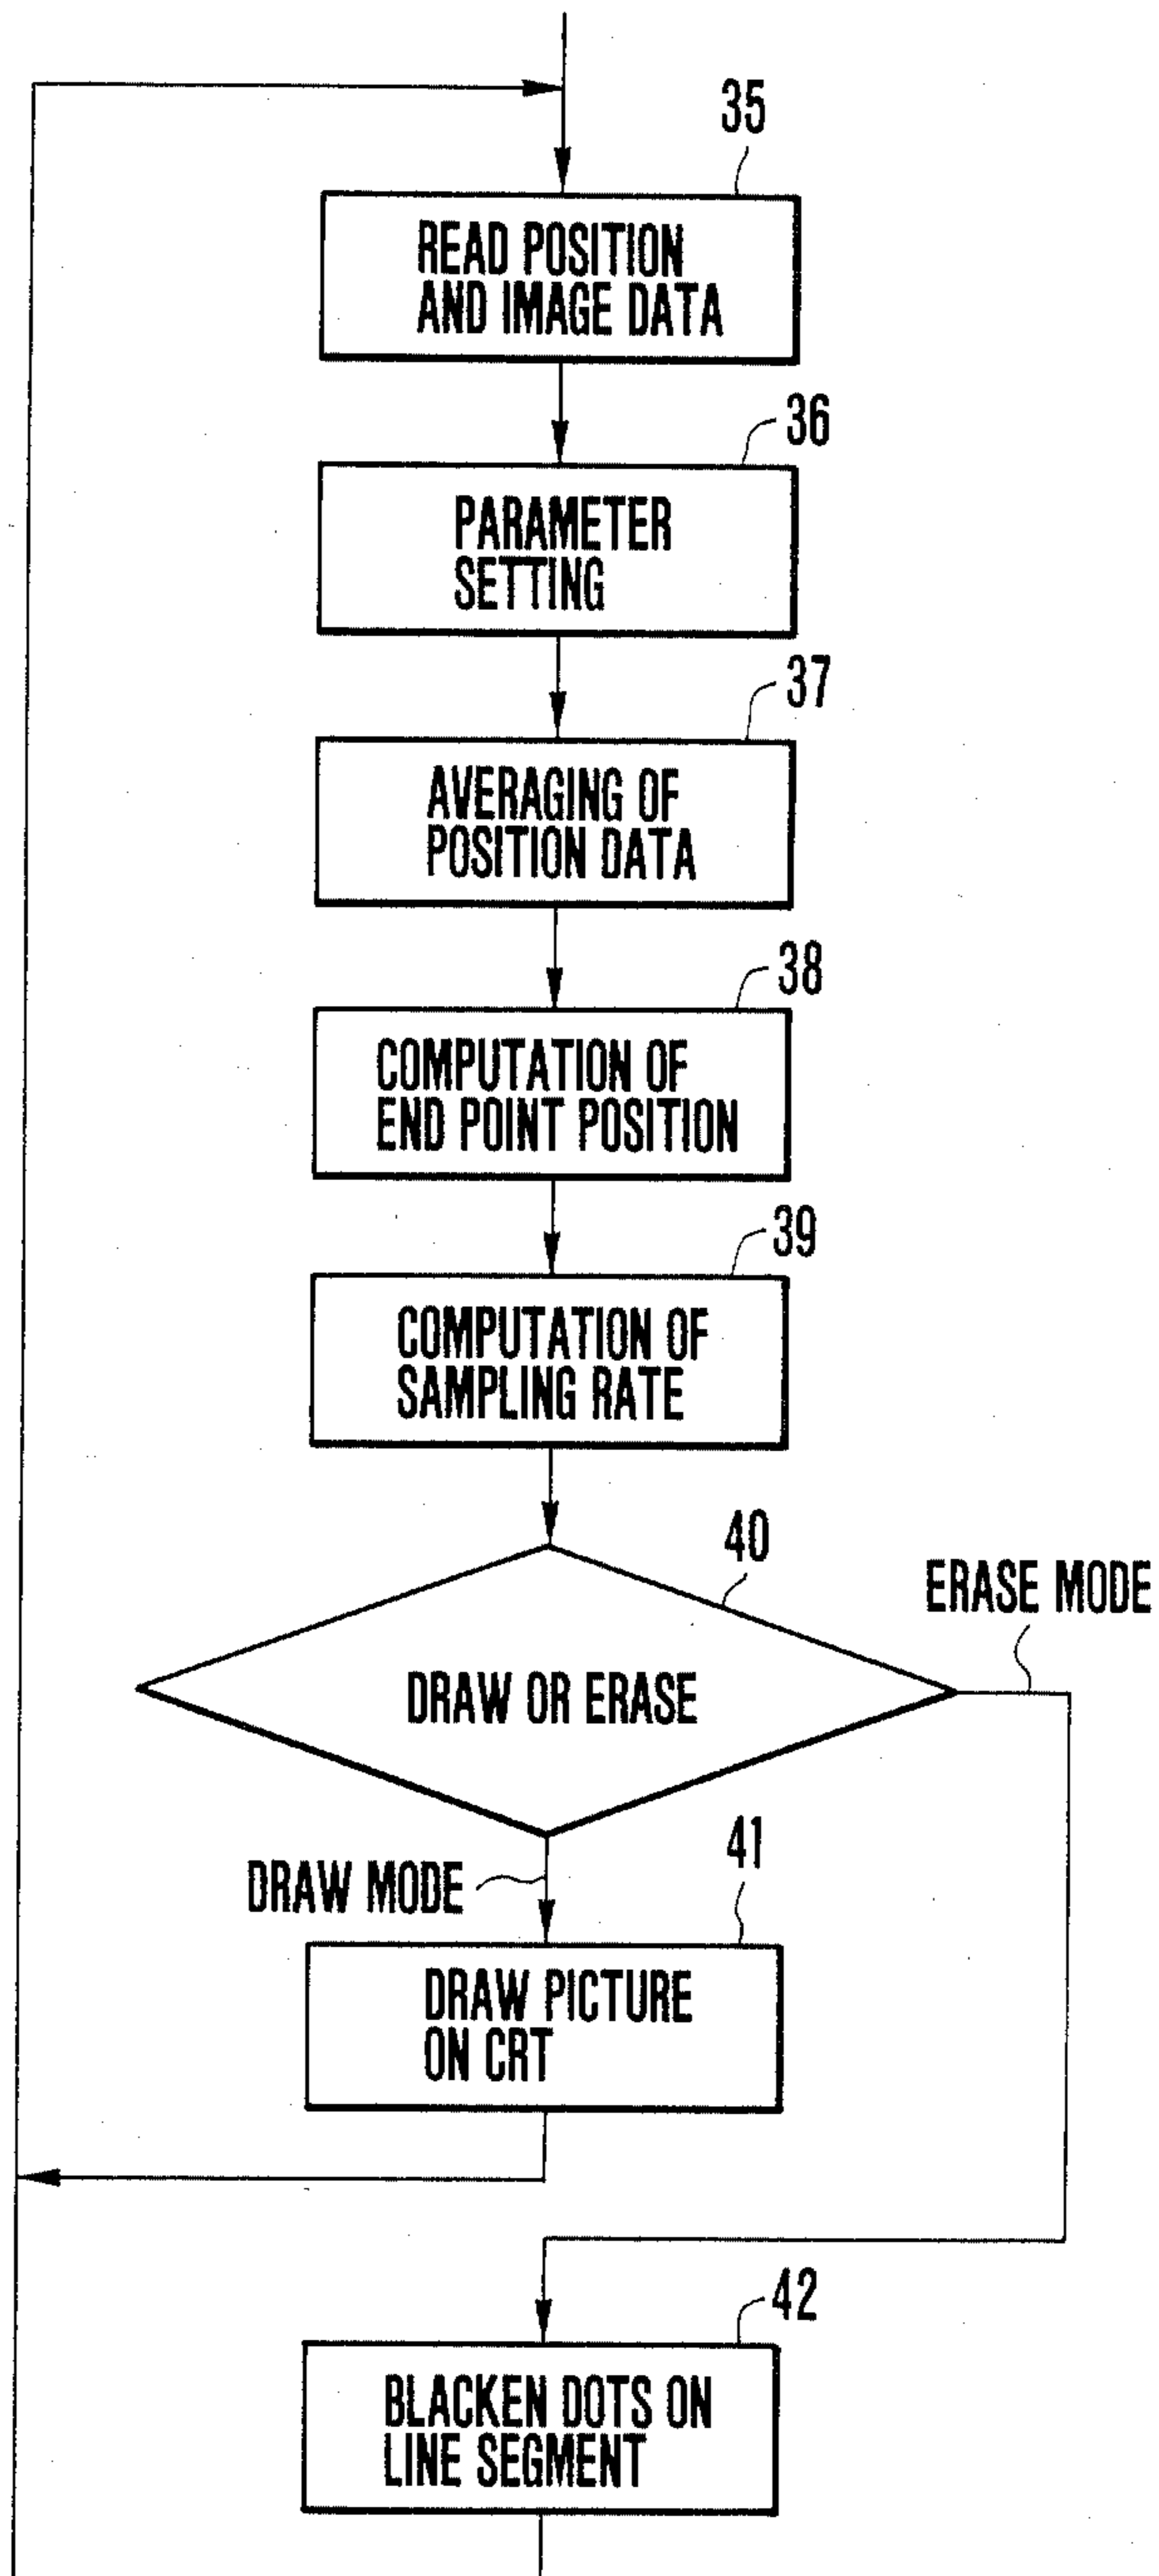 35
READ POSITION
AND IMAGE DATA
36
PARAMETER
SETTING
37
AVERAGING OF
POSITION DATA
38
COMPUTATION OF
END POINT POSITION
39
COMPUTATION OF
SAMPLING RATE
40
ERASE MODE
DRAW OR ERASE
41
DRAW MODE
DRAW PICTURE
ON CRT
42
BLACKEN DOTS ON
LINE SEGMENT